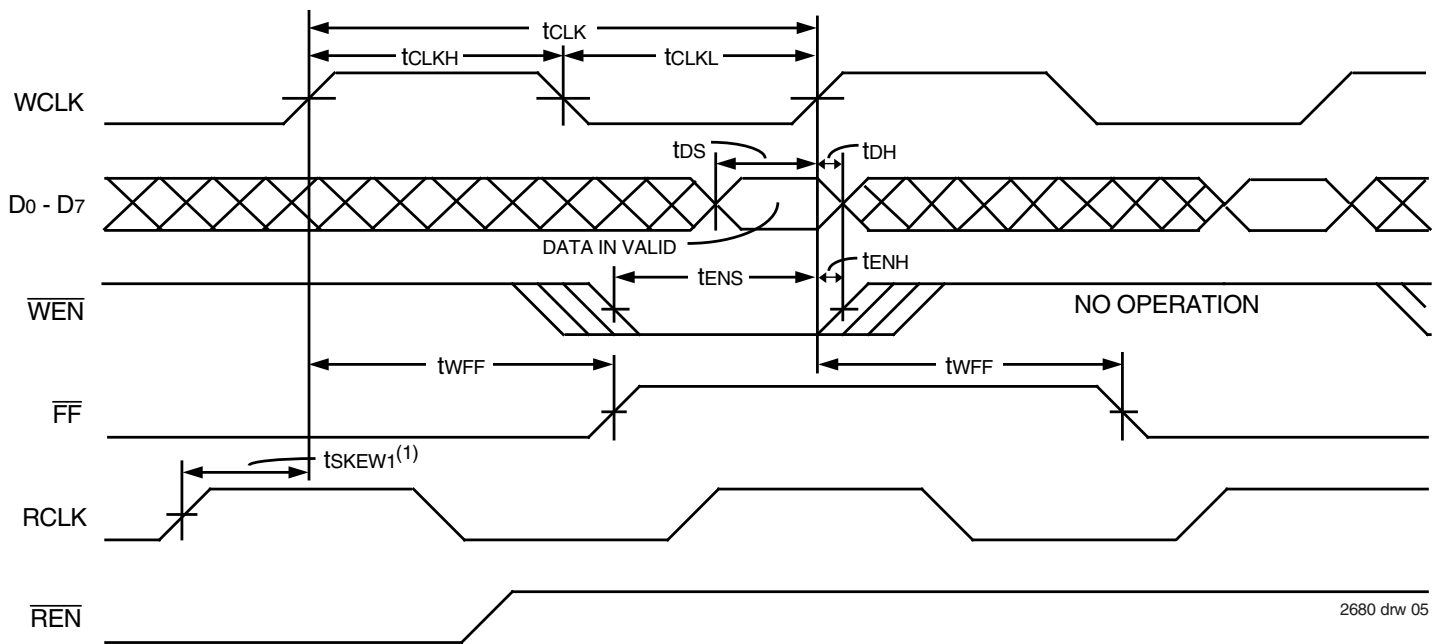 tCLK
tCLKH
tCLKL
WCLK
tDS
tDH
D0 - D7
DATA IN VALID
tENS
tENH
WEN
NO OPERATION
tWFF
tWFF
FF
tSKEW1(1)
RCLK
REN
2680 drw 05